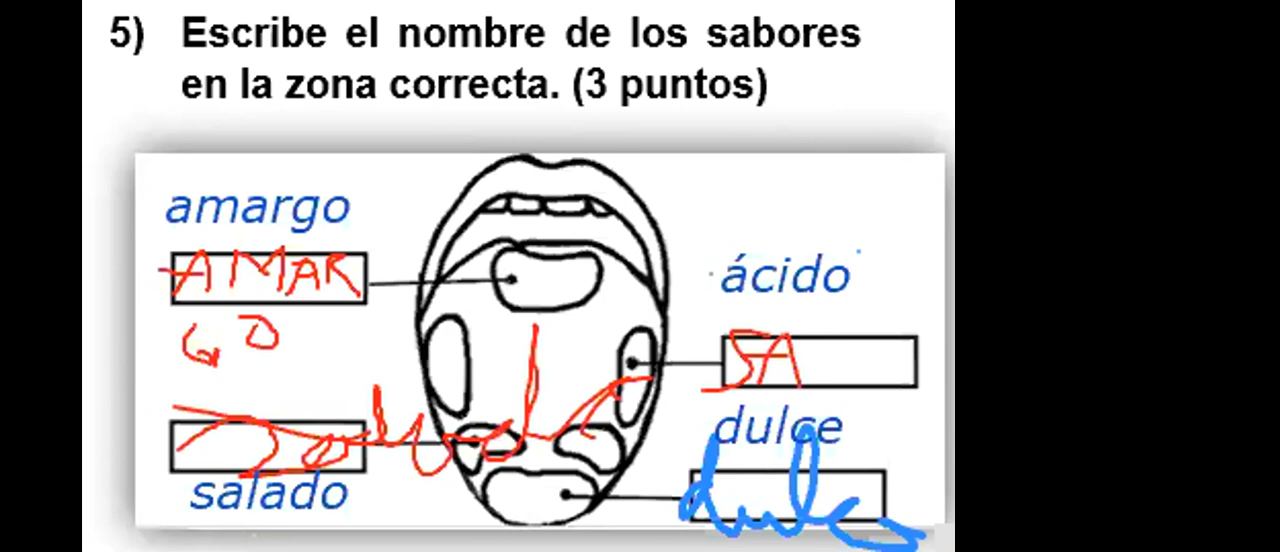 5) Escribe el nombre de los sabores
en la zona correcta. (3 puntos)
amargo
AMAR
GO
ácido
SA
dulce
salado
dulce